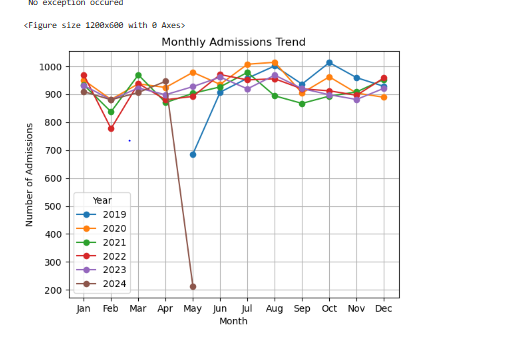 No exception occured
<Figure size 1200x600 with 0 Axes>
Monthly Admissions Trend
1000
900
800
700
600
500
400
300
200
Number of Admissions
Year
2019
2020
2021
2022
2023
2024
Jan Feb Mar Apr May Jun Jul Aug Sep Oct Nov Dec
Month